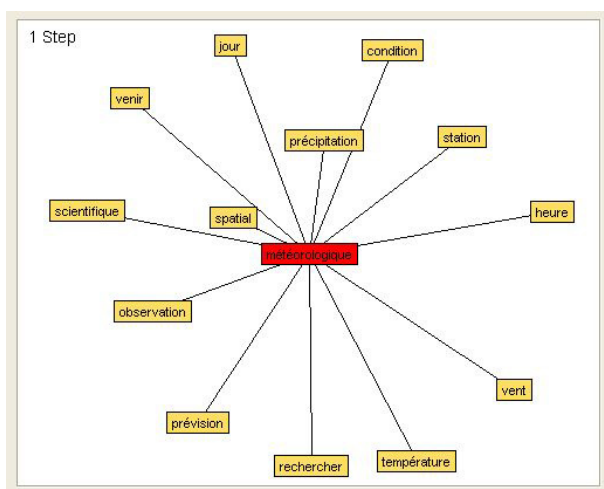 1 Step
jour
condition
venir
précipitation
station
scientifique
spatial
heure
météorologique
observation
vent
prévision
rechercher
température